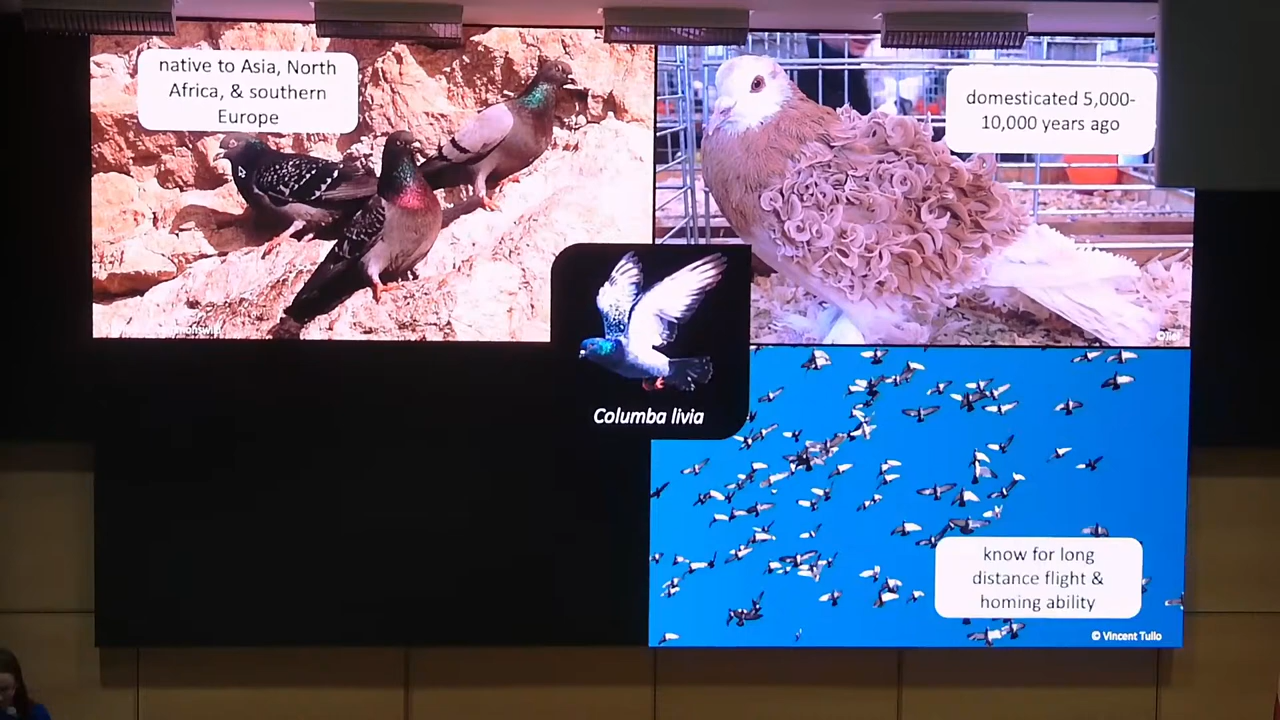 native to Asia, North
Africa, & southern
Europe
domesticated 5,000-
10,000 years ago
Columba livia
know for long
distance flight &
homing ability
© Vincent Tullo